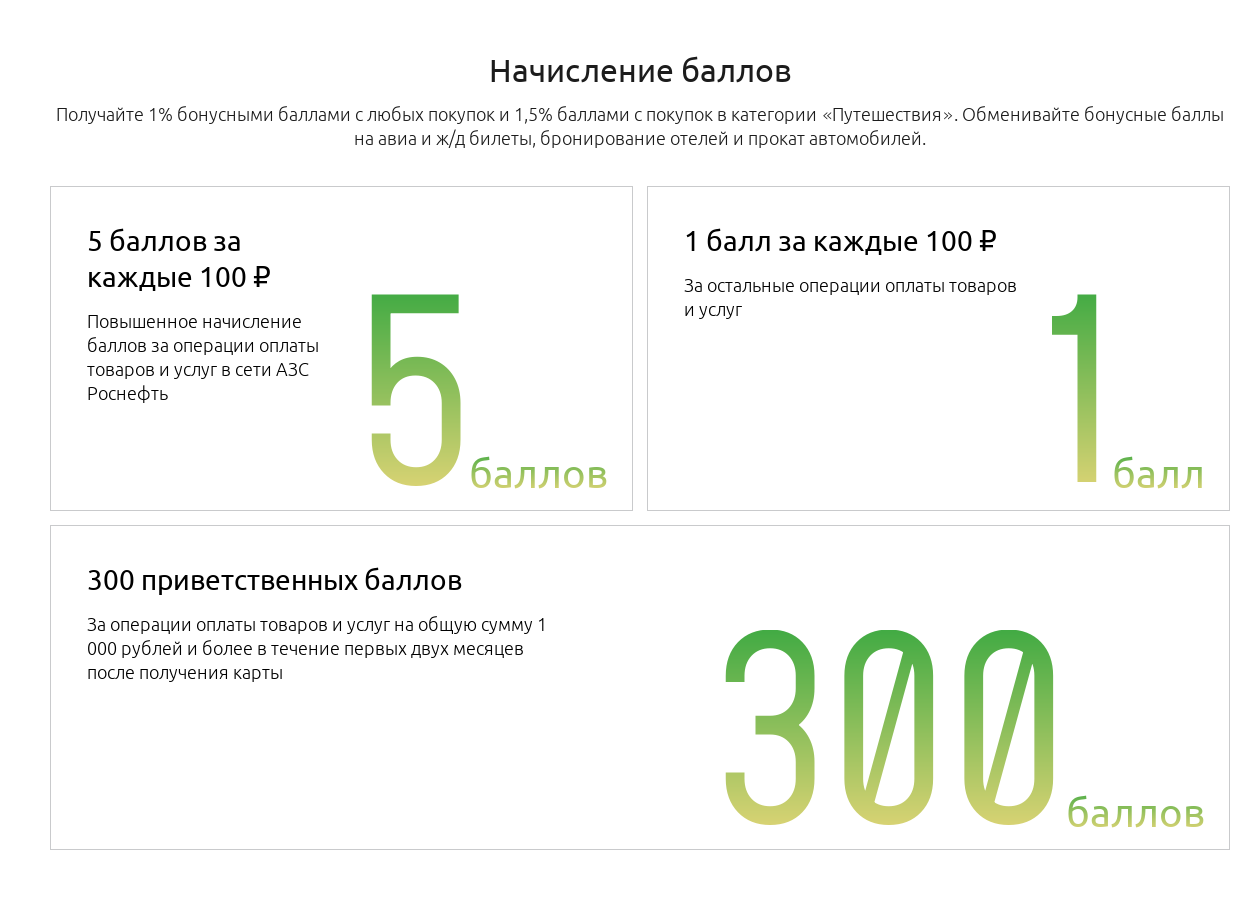 Начисление баллов
Получайте 1% бонусными баллами с любых покупок и 1,5% баллами с покупок в категории «Путешествия». Обменивайте бонусные баллы
на авиа и ж/д билеты, бронирование отелей и прокат автомобилей.
5 баллов за
каждые 100 ₽
Повышенное начисление
баллов за операции оплаты
товаров и услуг в сети АЗС
Роснефть
5 баллов
1 балл за каждые 100 ₽
За остальные операции оплаты товаров
и услуг
1 балл
300 приветственных баллов
За операции оплаты товаров и услуг на общую сумму 1
000 рублей и более в течение первых двух месяцев
после получения карты
300 баллов